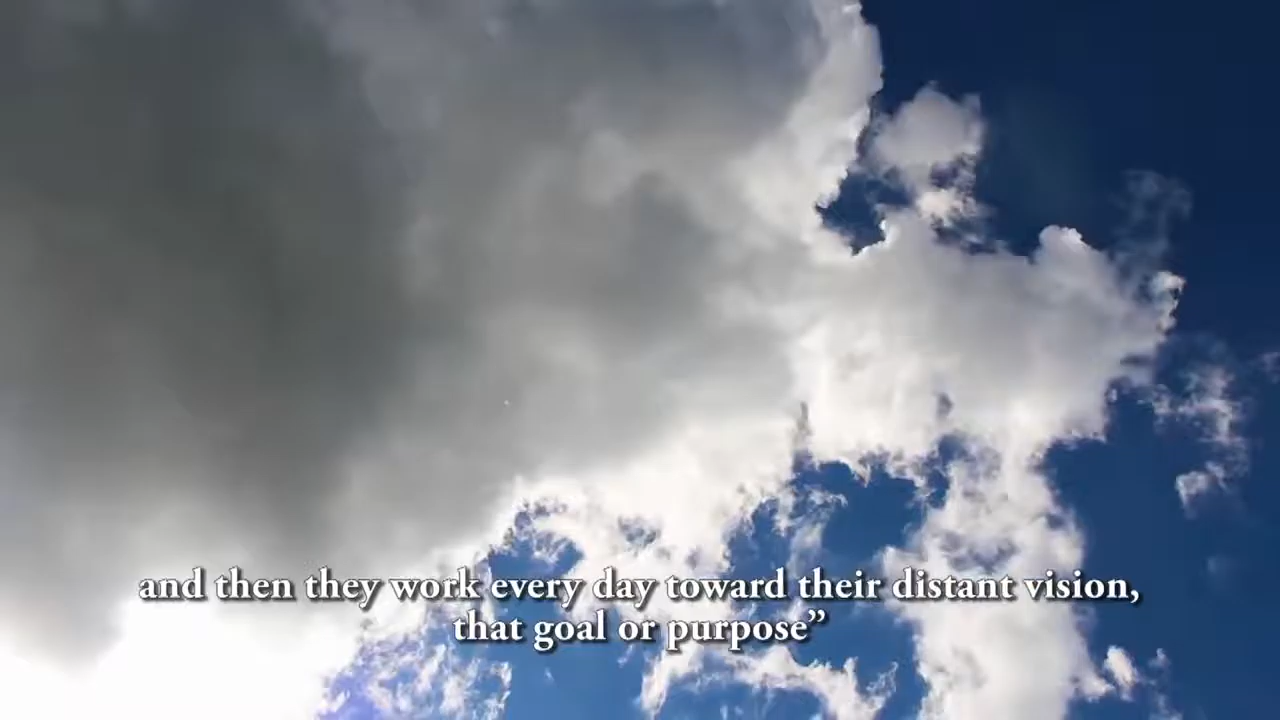 and then they work every day toward their distant vision,
that goal or purpose”